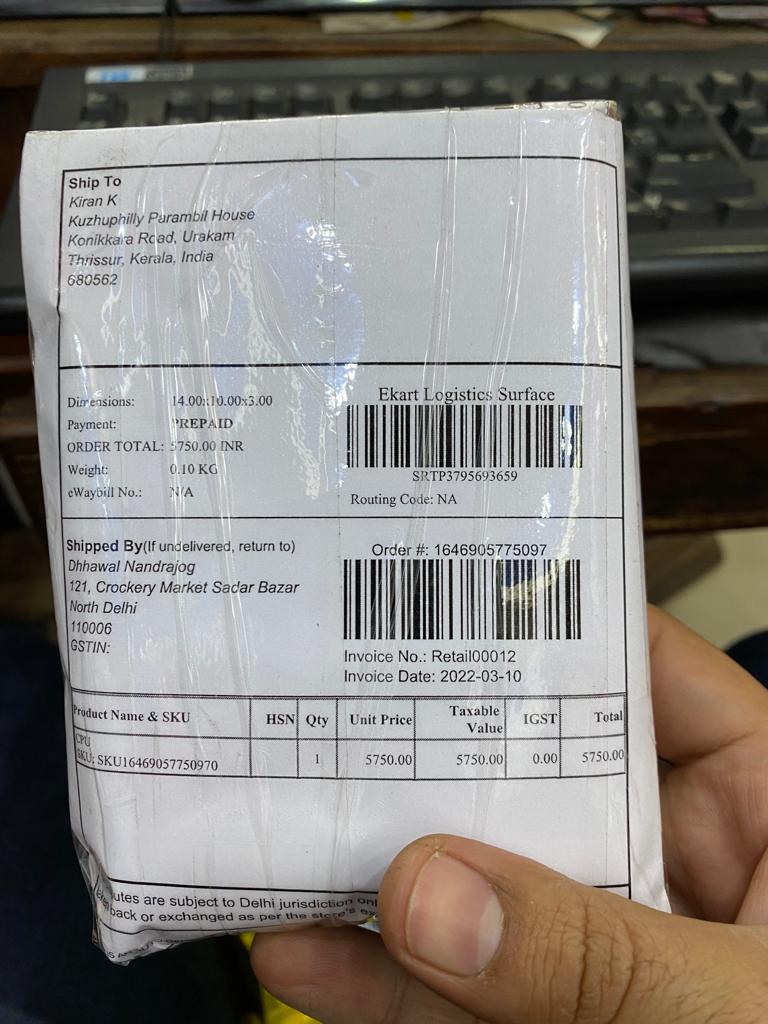 Ship To
Kiran K
Kuzhuphilly Parambil House
Konikkara Road, Urakam
Thrissur, Kerala, India
680562
Dimensions: 14.00x10.00x3.00
Payment: PREPAID
ORDER TOTAL: 5750.00 INR
Weight: 0.10 KG
eWaybill No.: N/A
Ekart Logistics Surface
SRTP3795693659
Routing Code: NA
Shipped By(If undelivered, return to)
Dhhawal Nandrajog
121, Crockery Market Sadar Bazar
North Delhi
110006
GSTIN:
Order #: 1646905775097
Invoice No.: Retail00012
Invoice Date: 2022-03-10
Product Name & SKU HSN Qty Unit Price Taxable Value IGST Total
CPU
SKU: SKU16469057750970 1 5750.00 5750.00 0.00 5750.00
are subject to Delhi jurisdiction
back or exchanged as per the store's